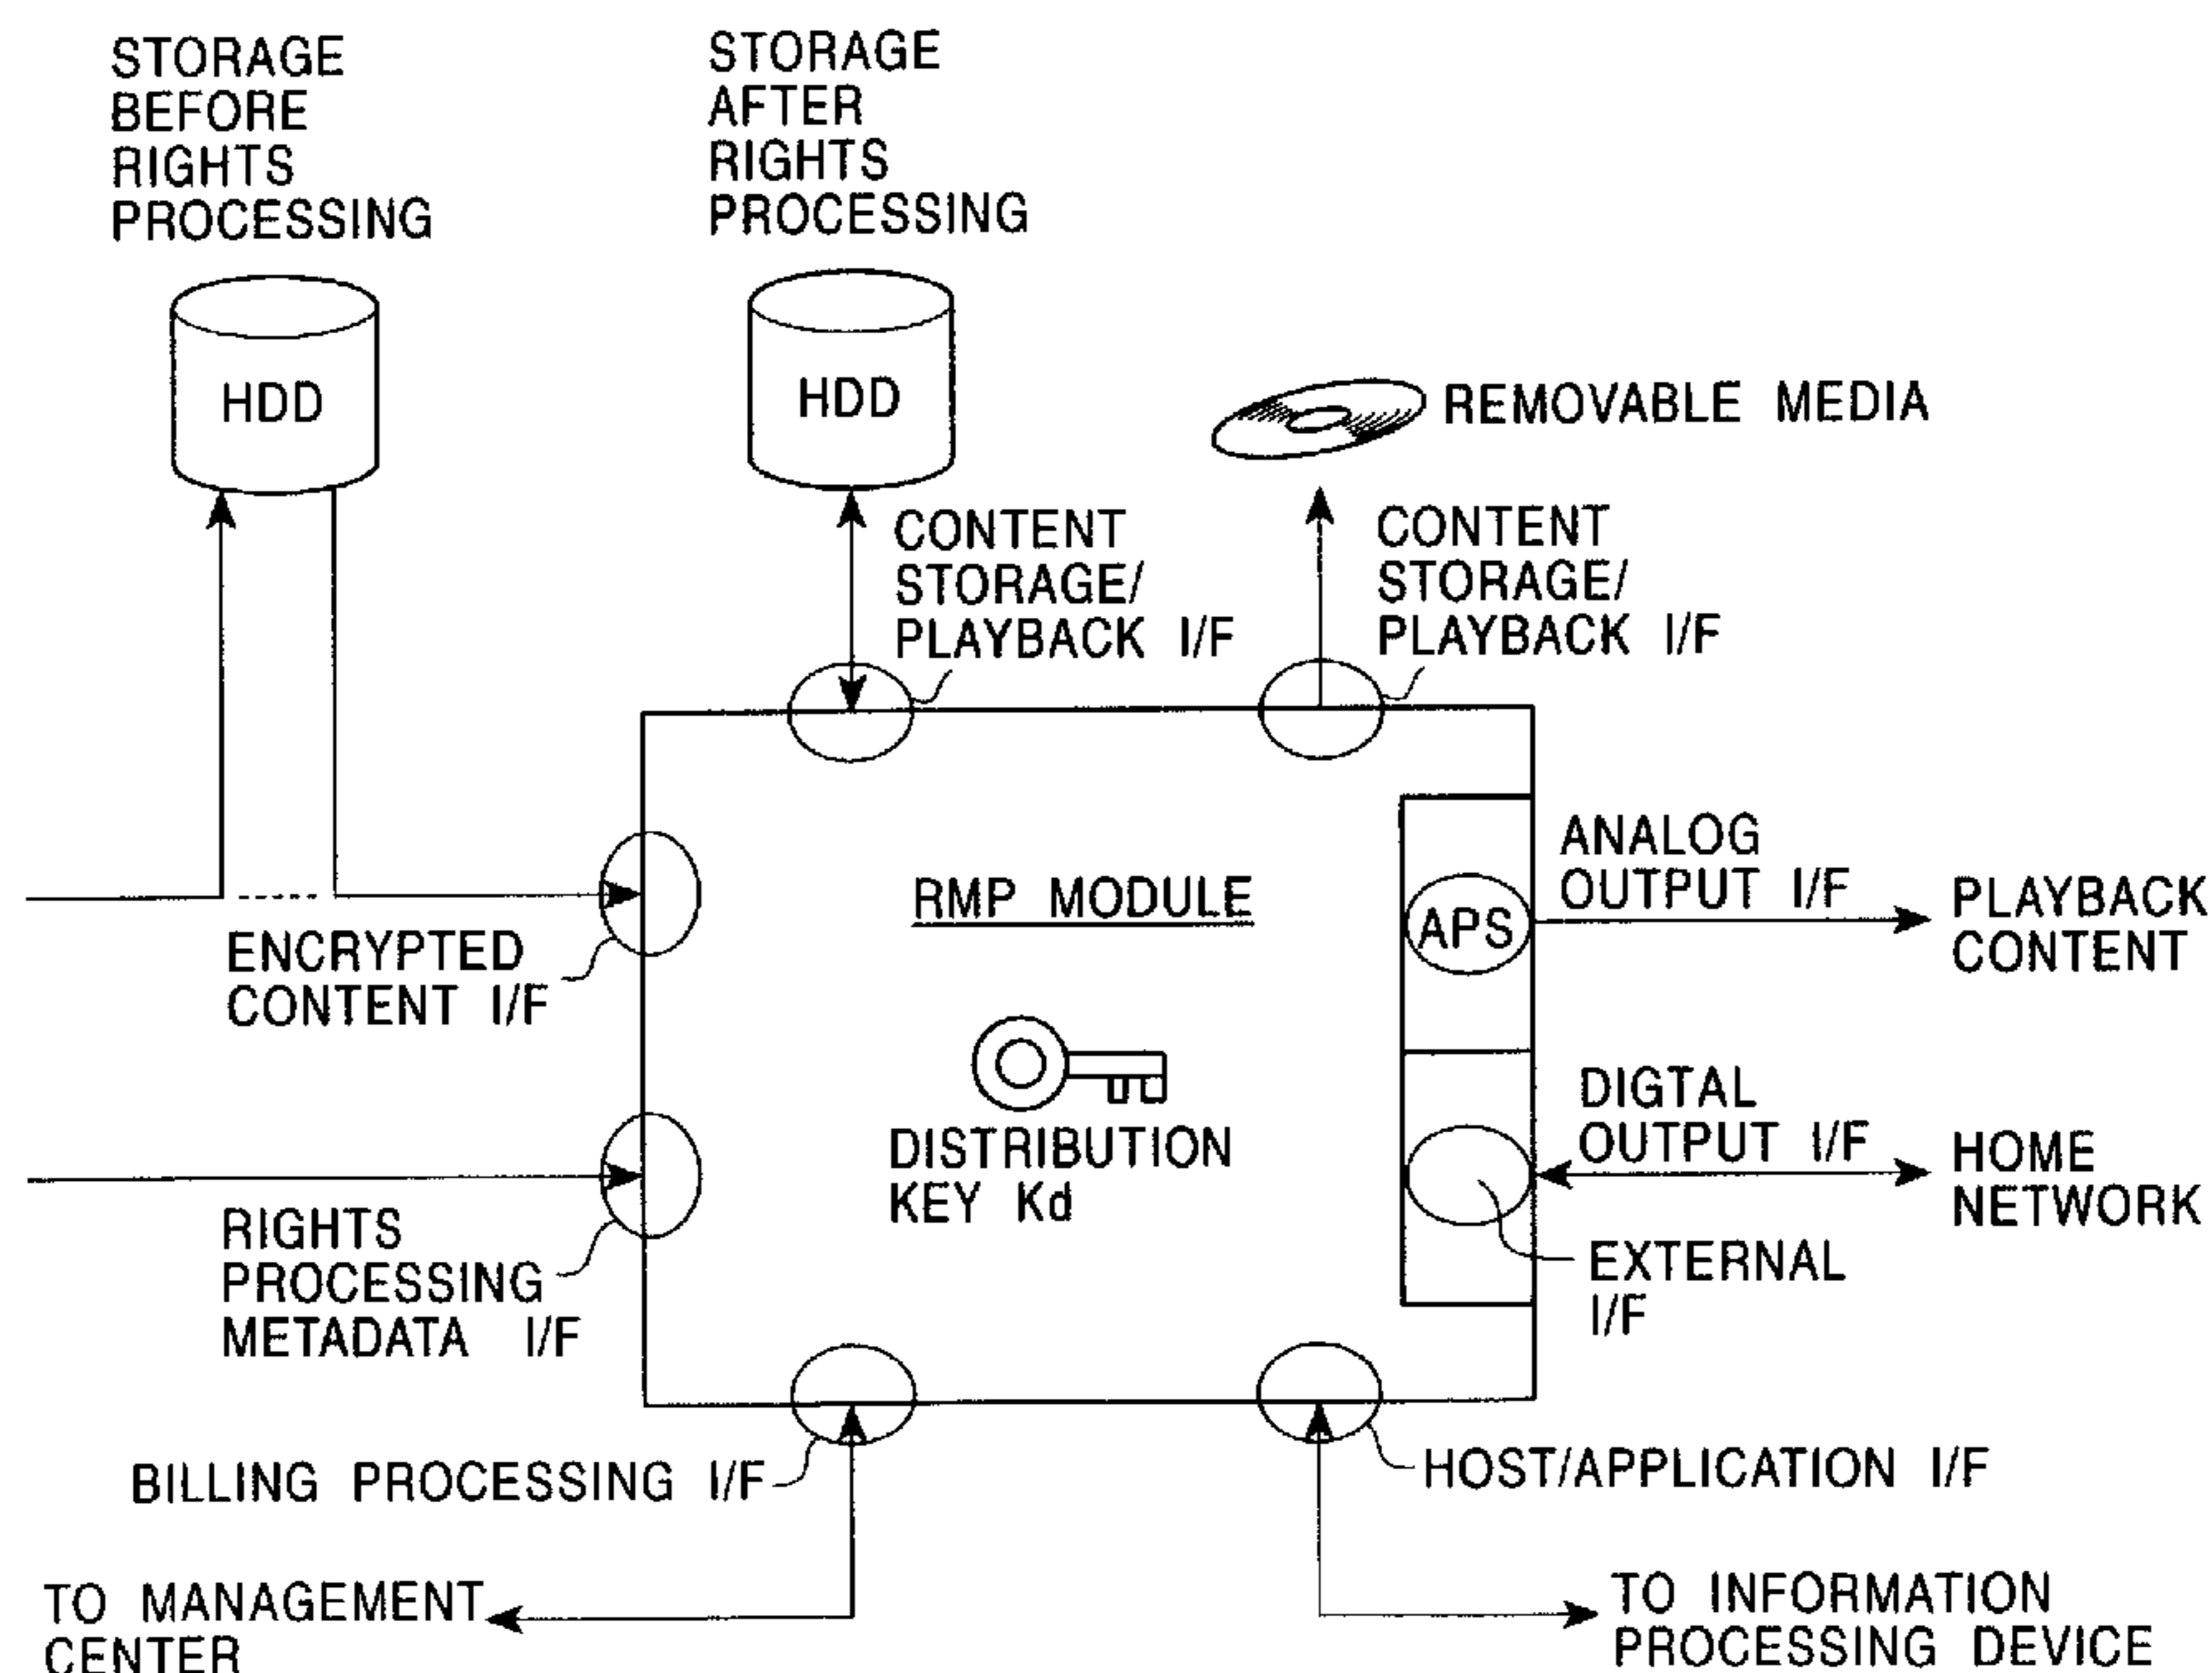 STORAGE
BEFORE
RIGHTS
PROCESSING
STORAGE
AFTER
RIGHTS
PROCESSING
HDD
HDD
REMOVABLE MEDIA
CONTENT
STORAGE/
PLAYBACK I/F
CONTENT
STORAGE/
PLAYBACK I/F
ENCRYPTED
CONTENT I/F
RMP MODULE
APS
ANALOG
OUTPUT I/F
PLAYBACK
CONTENT
DISTRIBUTION
KEY Kd
DIGTAL
OUTPUT I/F
HOME
NETWORK
EXTERNAL
I/F
RIGHTS
PROCESSING
METADATA I/F
BILLING PROCESSING I/F
HOST/APPLICATION I/F
TO MANAGEMENT
CENTER
TO INFORMATION
PROCESSING DEVICE